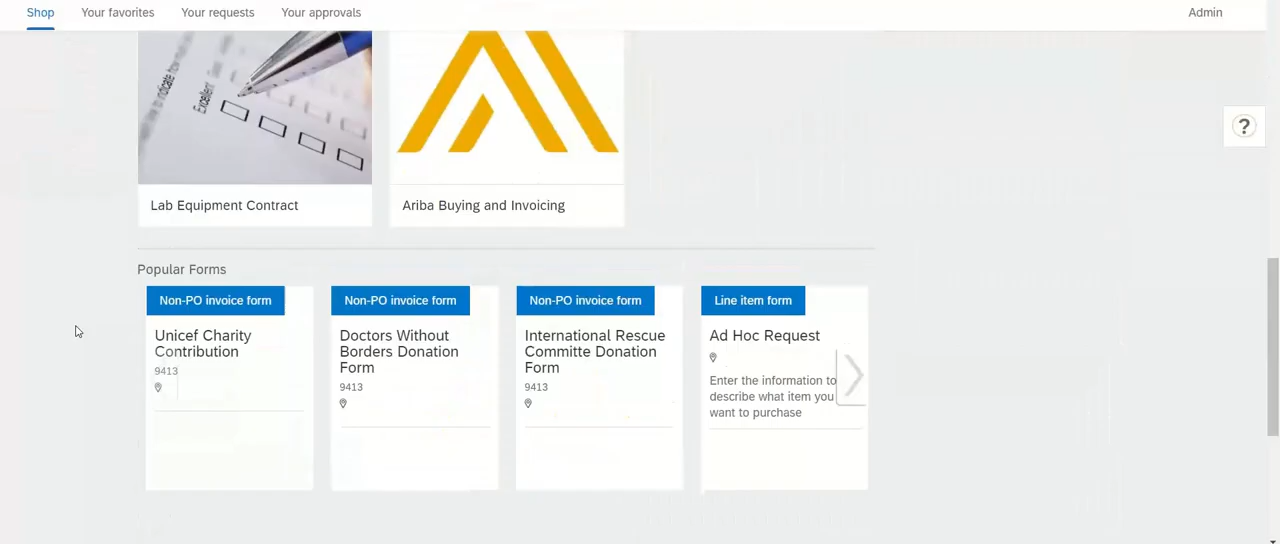 Shop Your favorites Your requests Your approvals Admin
Excellent
?
Lab Equipment Contract Ariba Buying and Invoicing
Popular Forms
Non-PO invoice form Non-PO invoice form Non-PO invoice form Line item form
Unicef Charity
Contribution
9413
Doctors Without
Borders Donation
Form
9413
International Rescue
Committe Donation
Form
9413
Ad Hoc Request
Enter the information to
describe what item you
want to purchase